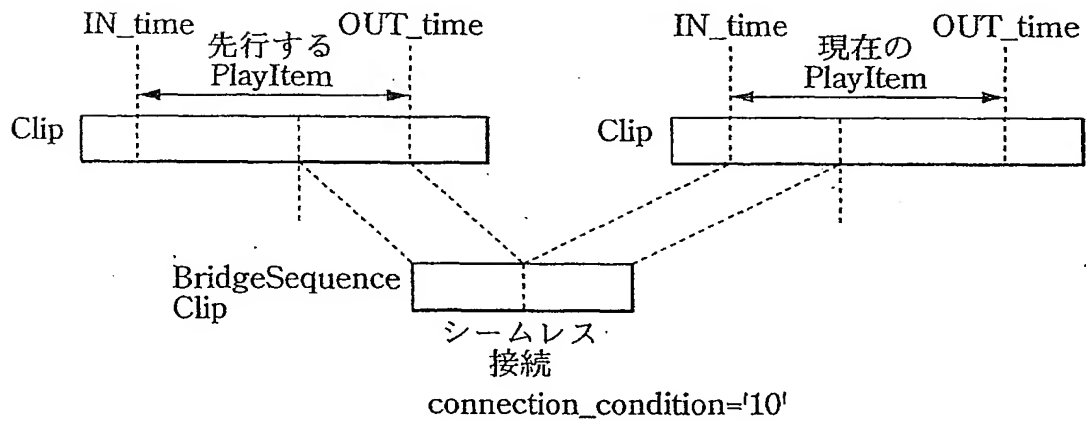 IN_time
先行する
PlayItem
OUT_time
IN_time
現在の
PlayItem
OUT_time
Clip
Clip
BridgeSequence
Clip
シームレス
接続
connection_condition='10'